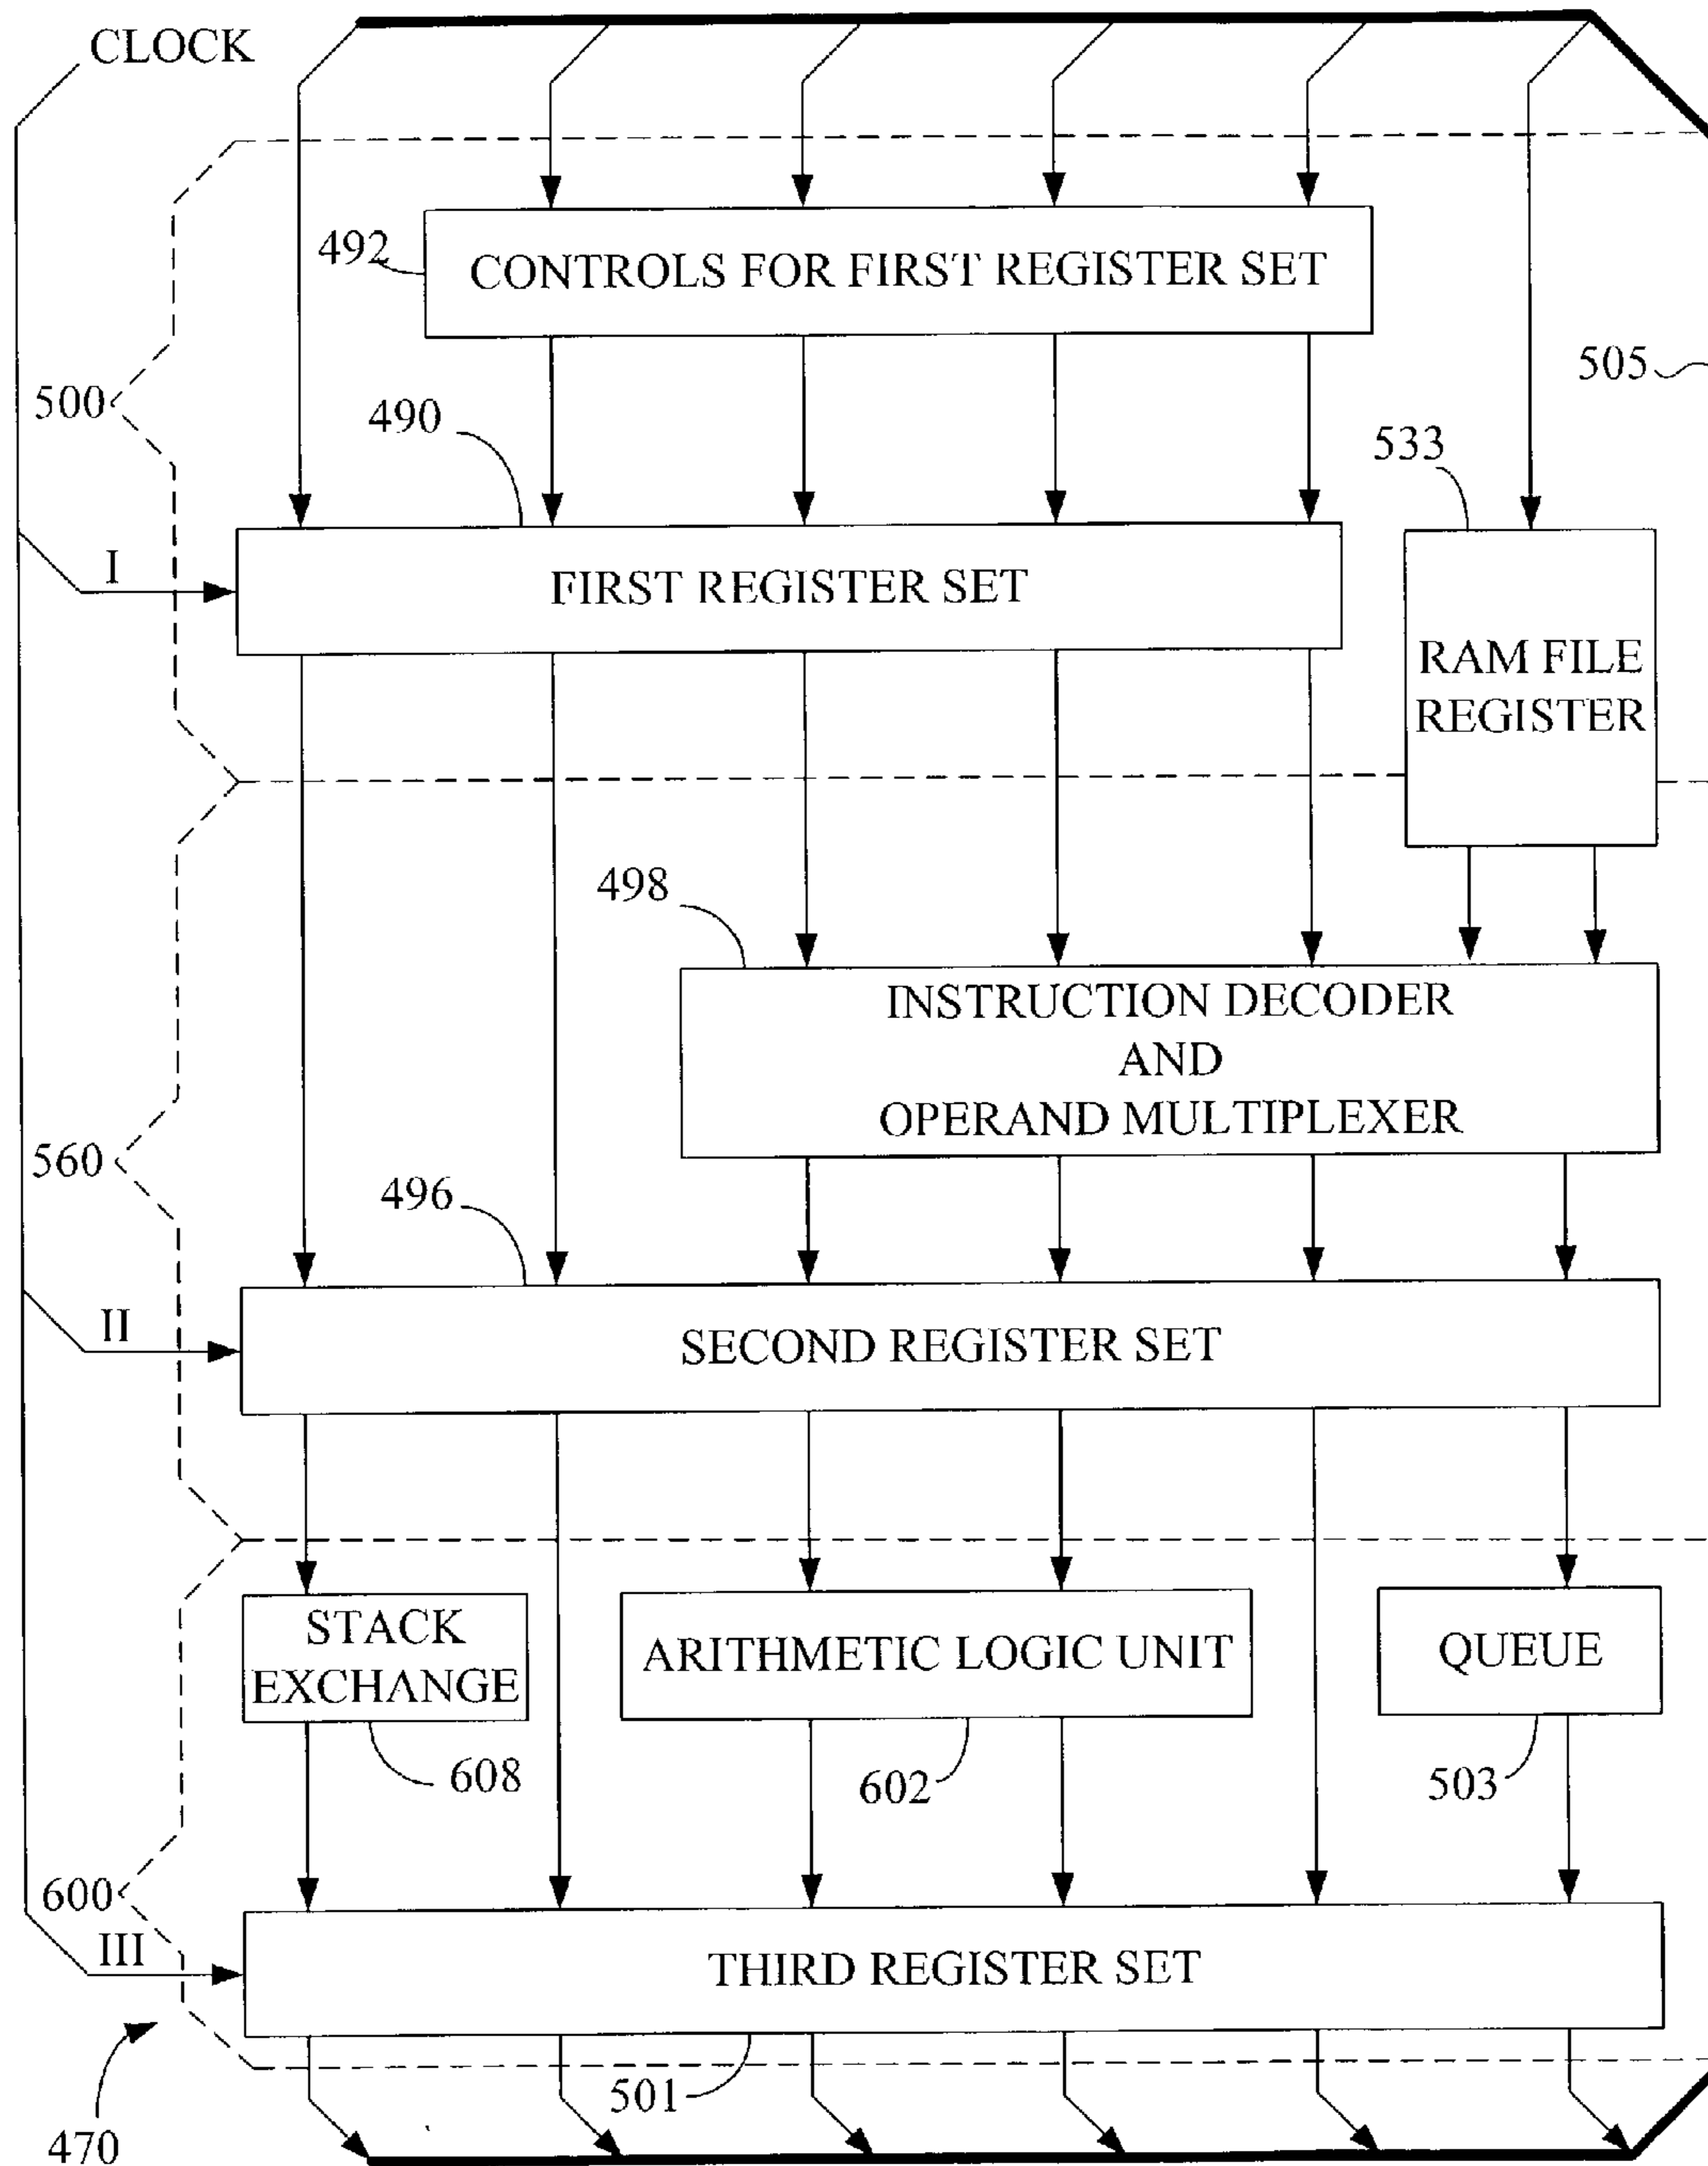 CLOCK
492
CONTROLS FOR FIRST REGISTER SET
505
500
490
533
I
FIRST REGISTER SET
RAM FILE
REGISTER
498
INSTRUCTION DECODER
AND
OPERAND MULTIPLEXER
560
496
II
SECOND REGISTER SET
STACK
EXCHANGE
ARITHMETIC LOGIC UNIT
QUEUE
608
602
503
600
III
THIRD REGISTER SET
501
470